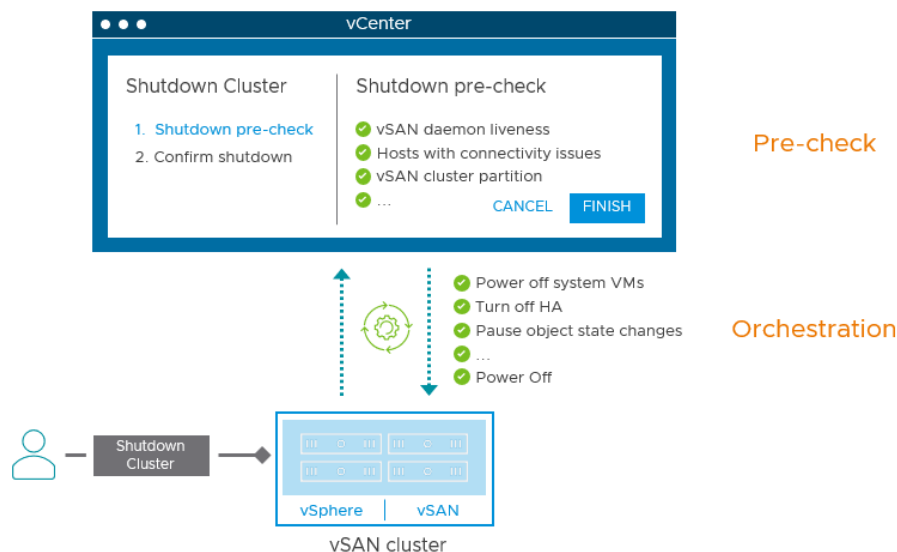 vCenter
Shutdown Cluster
1. Shutdown pre-check
2. Confirm shutdown
Shutdown pre-check
vSAN daemon liveness
Hosts with connectivity issues
vSAN cluster partition
...
CANCEL
FINISH
Pre-check
Power off system VMs
Turn off HA
Pause object state changes
...
Power Off
Orchestration
Shutdown
Cluster
vSphere
vSAN
vSAN cluster